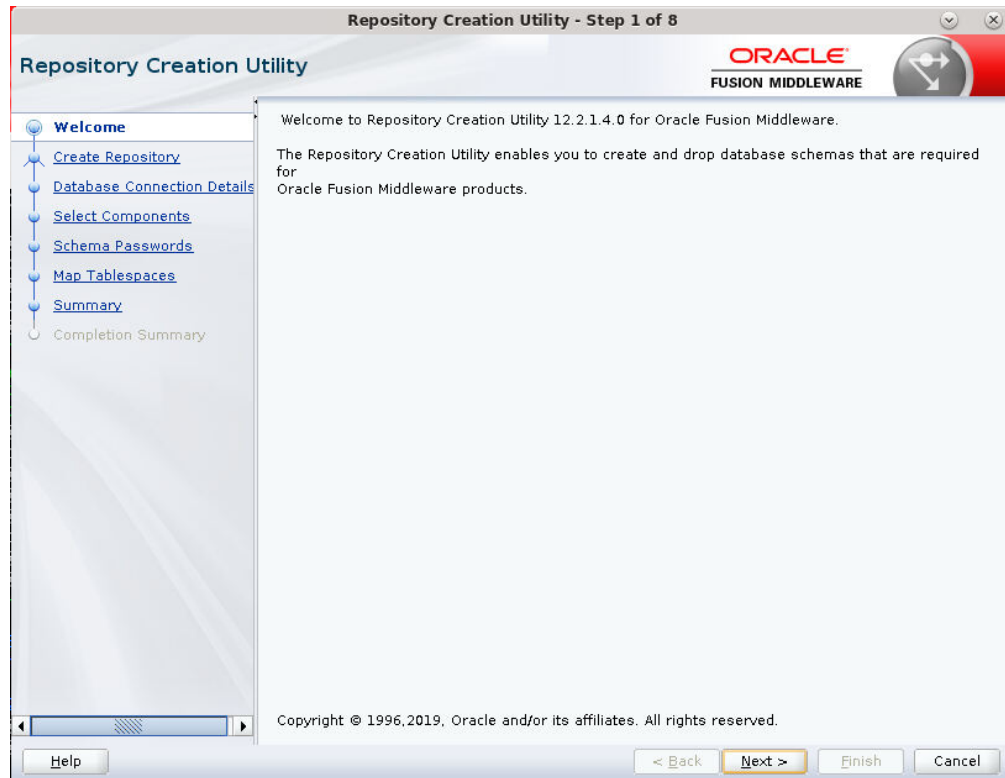 Repository Creation Utility - Step 1 of 8
Repository Creation Utility
ORACLE
FUSION MIDDLEWARE
Welcome
Create Repository
Database Connection Details
Select Components
Schema Passwords
Map Tablespaces
Summary
Completion Summary
Welcome to Repository Creation Utility 12.2.1.4.0 for Oracle Fusion Middleware.
The Repository Creation Utility enables you to create and drop database schemas that are required
for
Oracle Fusion Middleware products.
Copyright © 1996,2019, Oracle and/or its affiliates. All rights reserved.
Help
< Back
Next >
Finish
Cancel